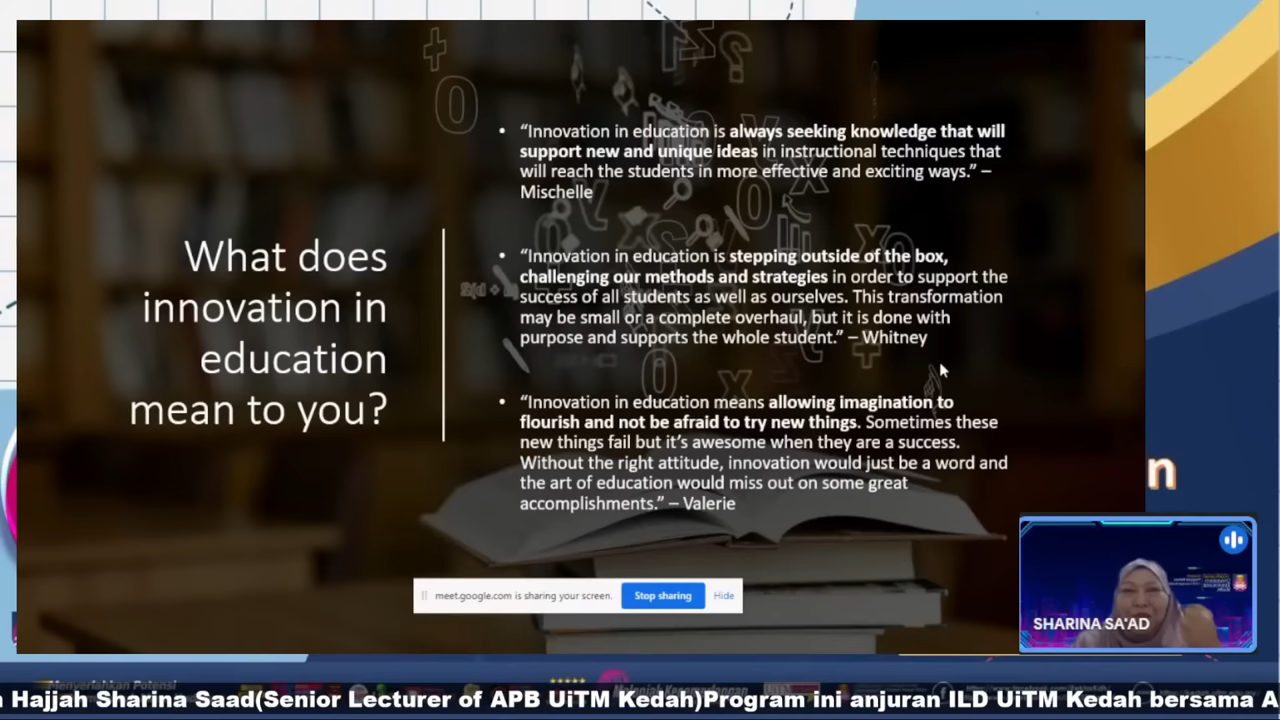 What does
innovation in
education
mean to you?
• “Innovation in education is always seeking knowledge that will
support new and unique ideas in instructional techniques that
will reach the students in more effective and exciting ways.” –
Mischelle
• “Innovation in education is stepping outside of the box,
challenging our methods and strategies in order to support the
success of all students as well as ourselves. This transformation
may be small or a complete overhaul, but it is done with
purpose and supports the whole student.” – Whitney
• “Innovation in education means allowing imagination to
flourish and not be afraid to try new things. Sometimes these
new things fail but it’s awesome when they are a success.
Without the right attitude, innovation would just be a word and
the art of education would miss out on some great
accomplishments.” – Valerie
meet.google.com is sharing your screen. Stop sharing Hide
n
SHARINA SA'AD
Menyerlahkan Potensi
n Hajjah Sharina Saad(Senior Lecturer of APB UiTM Kedah)Program ini anjuran ILD UiTM Kedah bersama A